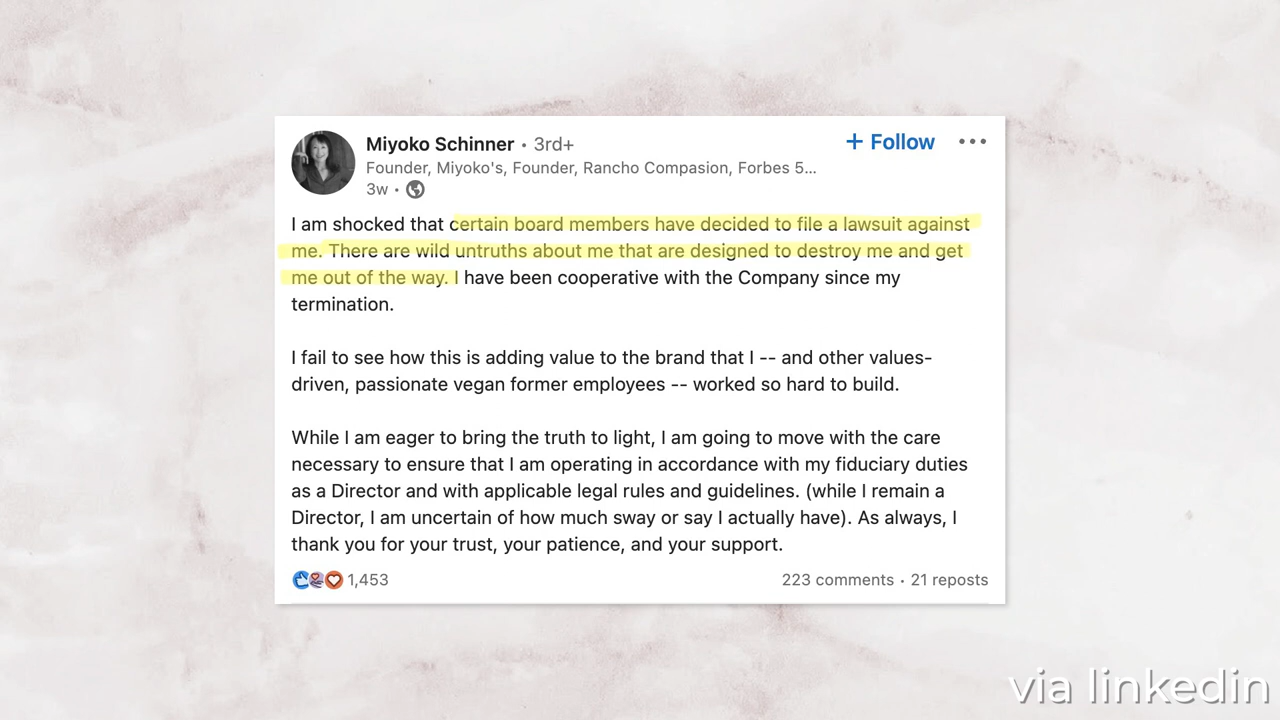 Miyoko Schinner • 3rd+
+ Follow •••
Founder, Miyoko's, Founder, Rancho Compasion, Forbes 5...
3w •
I am shocked that certain board members have decided to file a lawsuit against
me. There are wild untruths about me that are designed to destroy me and get
me out of the way. I have been cooperative with the Company since my
termination.
I fail to see how this is adding value to the brand that I -- and other values-
driven, passionate vegan former employees -- worked so hard to build.
While I am eager to bring the truth to light, I am going to move with the care
necessary to ensure that I am operating in accordance with my fiduciary duties
as a Director and with applicable legal rules and guidelines. (while I remain a
Director, I am uncertain of how much sway or say I actually have). As always, I
thank you for your trust, your patience, and your support.
1,453
223 comments • 21 reposts
via linkedin